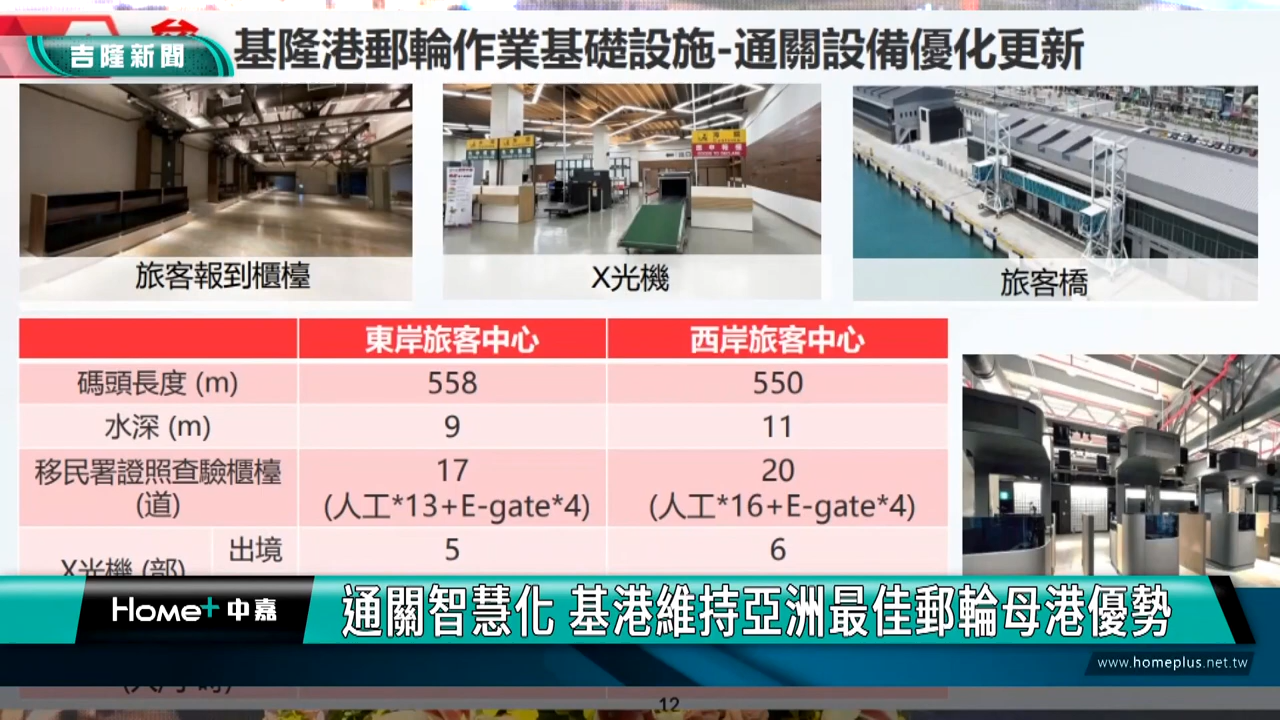 吉隆新聞
基隆港郵輪作業基礎設施-通關設備優化更新
旅客報到櫃檯
X光機
旅客橋
東岸旅客中心 西岸旅客中心
碼頭長度 (m) 558 550
水深 (m) 9 11
移民署證照查驗櫃檯 17 20
(道) (人工*13+E-gate*4) (人工*16+E-gate*4)
X光機 (部) 出境 5 6
Home+ 中嘉
通關智慧化 基港維持亞洲最佳郵輪母港優勢
www.homeplus.net.tw
12